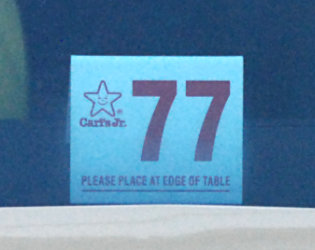 77
Carl's Jr.
PLEASE PLACE AT EDGE OF TABLE